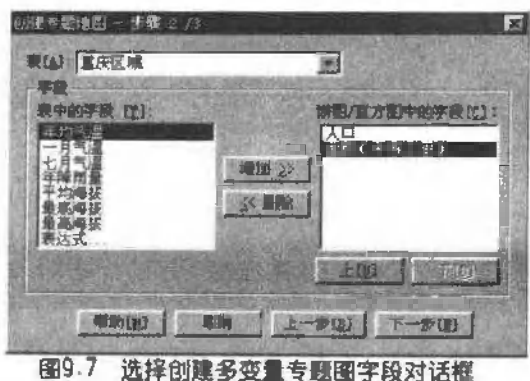 创建专题地图 - 步骤 2/3
表[A] 重庆区域
字段
表中的字段 [T]:
饼图/直方图中的字段[C]:
年均气温
一月气温
七月气温
年降雨量
平均海拔
最高海拔
表达式...
人口
增加 >>
<< 删除
上[U]
帮助[H]
取消
上一步[B]
下一步[N]
图9.7 选择创建多变量专题图字段对话框